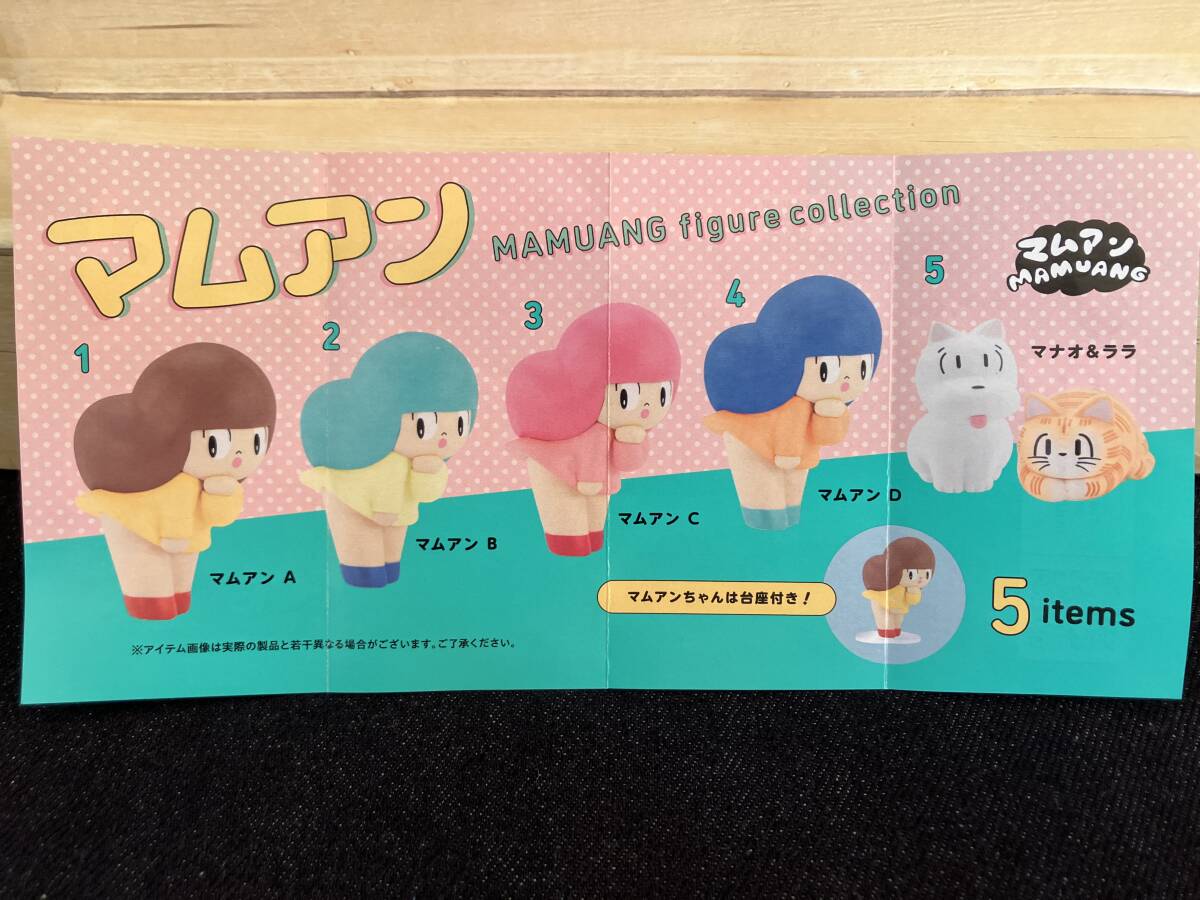 マムアン
MAMUANG figure collection
マムアン
MAMUANG
1
2
3
4
5
マムアン A
マムアン B
マムアン C
マムアン D
マナオ&ララ
マムアンちゃんは台座付き!
5 items
※アイテム画像は実際の製品と若干異なる場合がございます。ご了承ください。